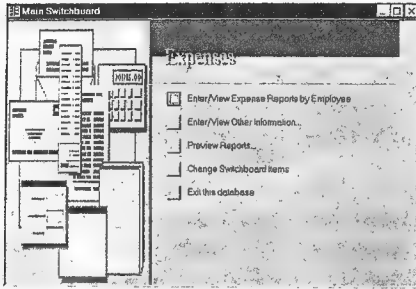 Main Switchboard
Expenses
Enter/View Expense Reports by Employee
Enter/View Other Information...
Preview Reports...
Change Switchboard Items
Exit this database